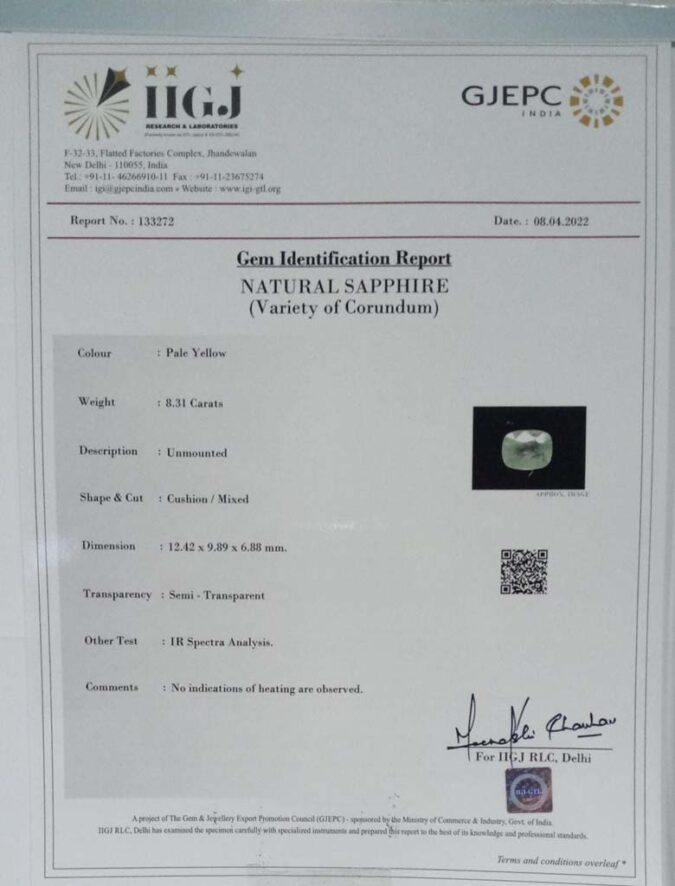 IIGJ
RESEARCH & LABORATORIES
GJEPC
INDIA
F-32-33, Flatted Factories Complex, Jhandewalan
New Delhi - 110055, India
Tel.: +91-11- 46266910-11 Fax : +91-11-23675274
Email : igi@gjepcindia.com • Website : www.igi-gtl.org
Report No. : 133272
Date. : 08.04.2022
Gem Identification Report
NATURAL SAPPHIRE
(Variety of Corundum)
Colour : Pale Yellow
Weight : 8.31 Carats
Description : Unmounted
Shape & Cut : Cushion / Mixed
Dimension : 12.42 x 9.89 x 6.88 mm.
Transparency : Semi - Transparent
Other Test : IR Spectra Analysis.
Comments : No indications of heating are observed.
APPROX. IMAGE
Meenakshi Chauhan
For IIGJ RLC, Delhi
A project of The Gem & Jewellery Export Promotion Council (GJEPC) - sponsored by the Ministry of Commerce & Industry, Govt. of India.
IIGJ RLC, Delhi has examined the specimen carefully with specialized instruments and prepared this report to the best of its knowledge and professional standards.
Terms and conditions overleaf *